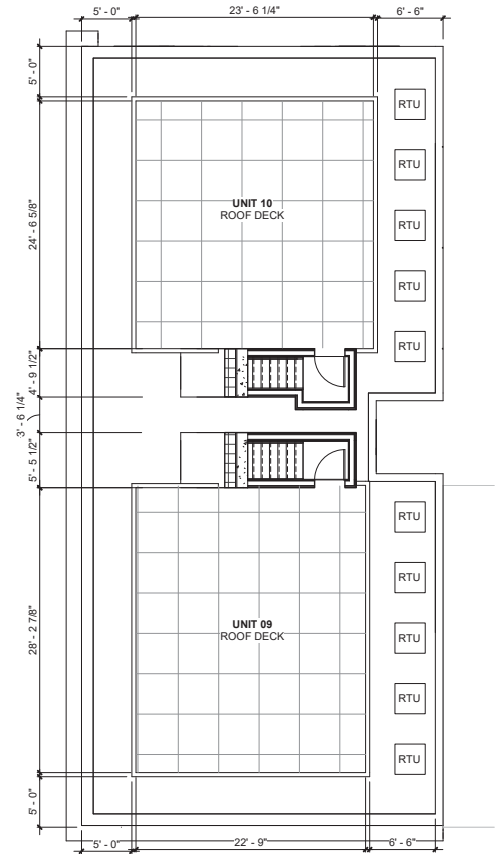 5' - 0"
23' - 6 1/4"
6' - 6"
5' - 0"
RTU
RTU
UNIT 10
ROOF DECK
24' - 6 5/8"
RTU
RTU
RTU
4' - 9 1/2"
3' - 6 1/4"
5' - 5 1/2"
RTU
RTU
UNIT 09
ROOF DECK
28' - 2 7/8"
RTU
RTU
RTU
5' - 0"
5' - 0"
22' - 9"
6' - 6"